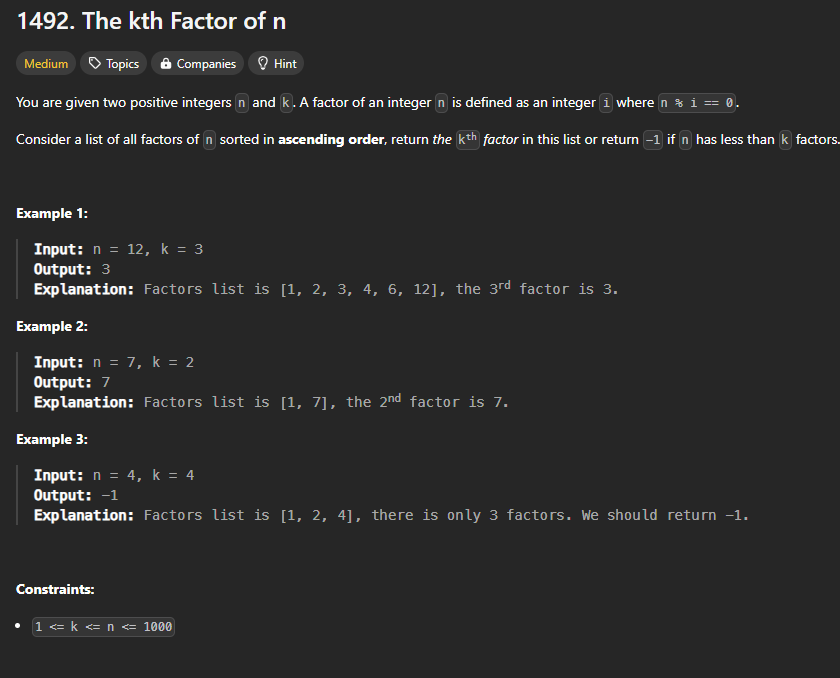 1492. The kth Factor of n
Medium Topics Companies Hint
You are given two positive integers n and k. A factor of an integer n is defined as an integer i where n % i == 0.
Consider a list of all factors of n sorted in ascending order, return the kth factor in this list or return -1 if n has less than k factors.
Example 1:
Input: n = 12, k = 3
Output: 3
Explanation: Factors list is [1, 2, 3, 4, 6, 12], the 3rd factor is 3.
Example 2:
Input: n = 7, k = 2
Output: 7
Explanation: Factors list is [1, 7], the 2nd factor is 7.
Example 3:
Input: n = 4, k = 4
Output: -1
Explanation: Factors list is [1, 2, 4], there is only 3 factors. We should return -1.
Constraints:
• 1 <= k <= n <= 1000